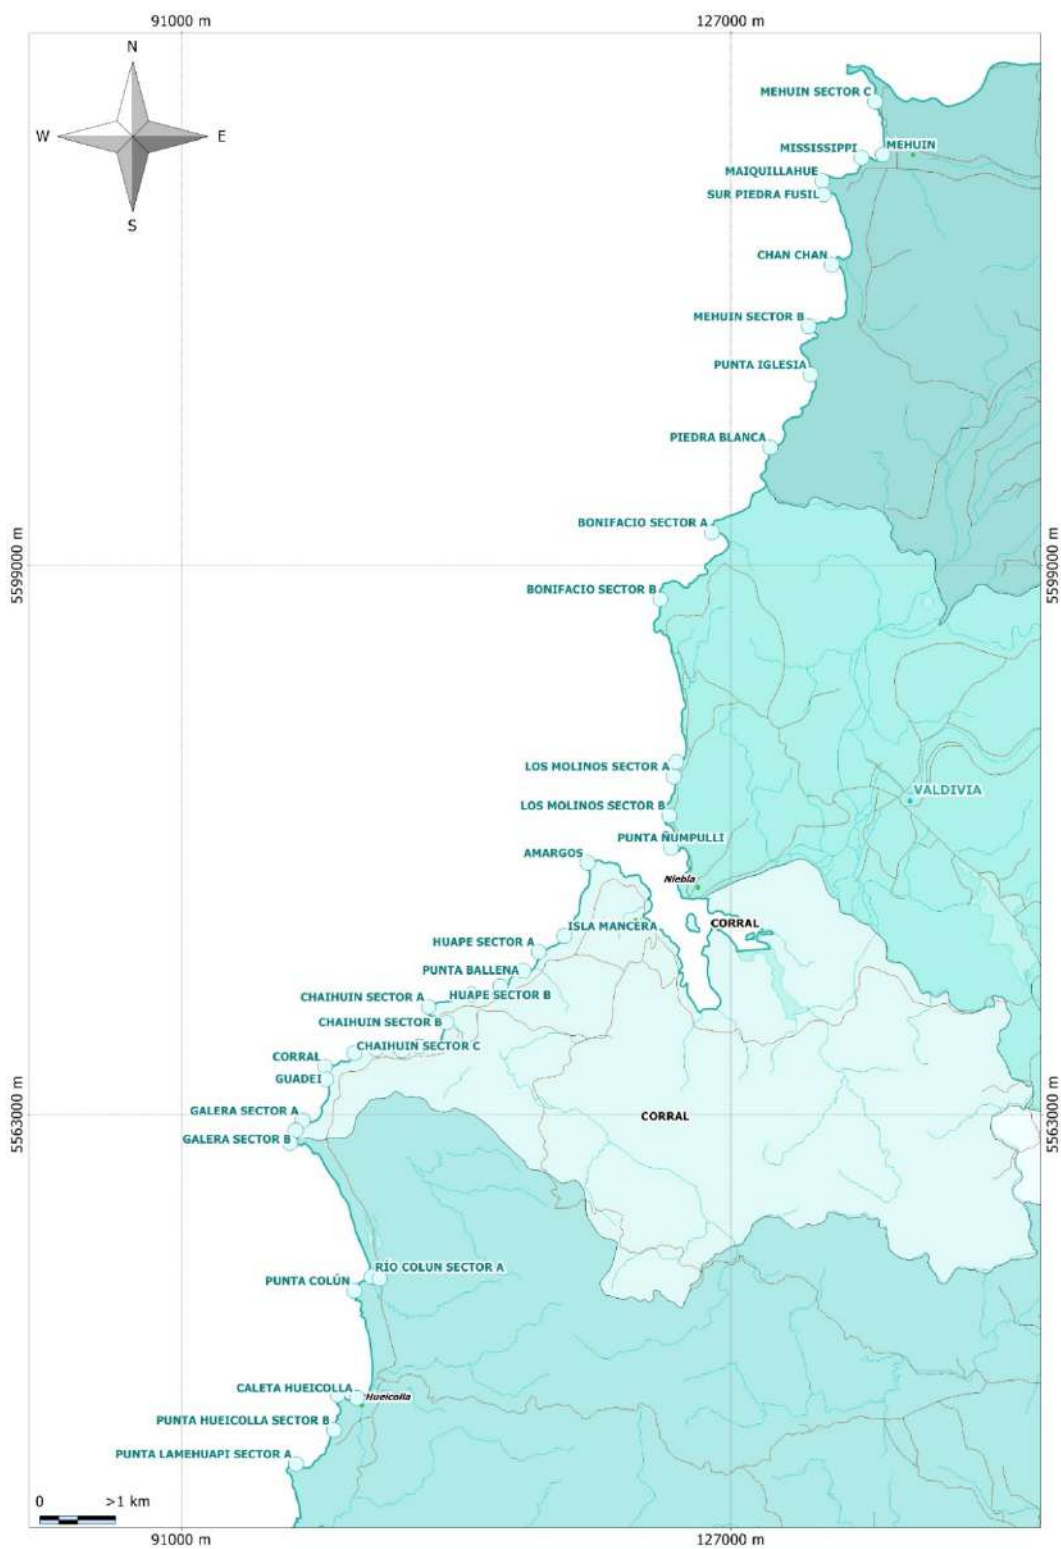 91000 m
127000 m
N
W
E
S
MEHUIN SECTOR C
MISSISSIPPI
MEHUIN
MAIQUILLAHUE
SUR PIEDRA FUSIL
CHAN CHAN
MEHUIN SECTOR B
PUNTA IGLESIA
PIEDRA BLANCA
BONIFACIO SECTOR A
5599000 m
5599000 m
BONIFACIO SECTOR B
LOS MOLINOS SECTOR A
VALDIVIA
LOS MOLINOS SECTOR B
PUNTA ÑUMPULLI
AMARGOS
Niebla
CORRAL
ISLA MANCERA
HUAPE SECTOR A
PUNTA BALLENA
HUAPE SECTOR B
CHAIHUIN SECTOR A
CHAIHUIN SECTOR B
CHAIHUIN SECTOR C
CORRAL
GUADEI
GALERA SECTOR A
5563000 m
CORRAL
5563000 m
GALERA SECTOR B
RÍO COLUN SECTOR A
PUNTA COLÚN
CALETA HUEICOLLA
Hueicolla
PUNTA HUEICOLLA SECTOR B
PUNTA LAMEHUAPI SECTOR A
0 >1 km
91000 m
127000 m